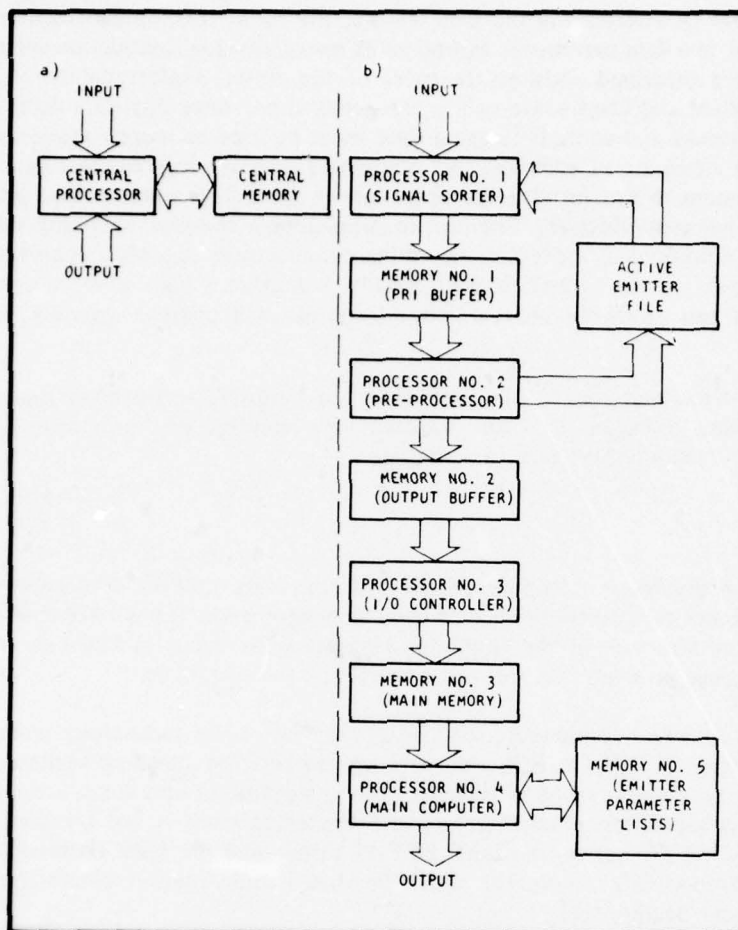 a)
INPUT
CENTRAL
PROCESSOR
CENTRAL
MEMORY
OUTPUT
b)
INPUT
PROCESSOR NO. 1
(SIGNAL SORTER)
MEMORY NO. 1
(PRI BUFFER)
ACTIVE
EMITTER
FILE
PROCESSOR NO. 2
(PRE-PROCESSOR)
MEMORY NO. 2
(OUTPUT BUFFER)
PROCESSOR NO. 3
(I/O CONTROLLER)
MEMORY NO. 3
(MAIN MEMORY)
PROCESSOR NO. 4
(MAIN COMPUTER)
MEMORY NO. 5
(EMITTER
PARAMETER
LISTS)
OUTPUT